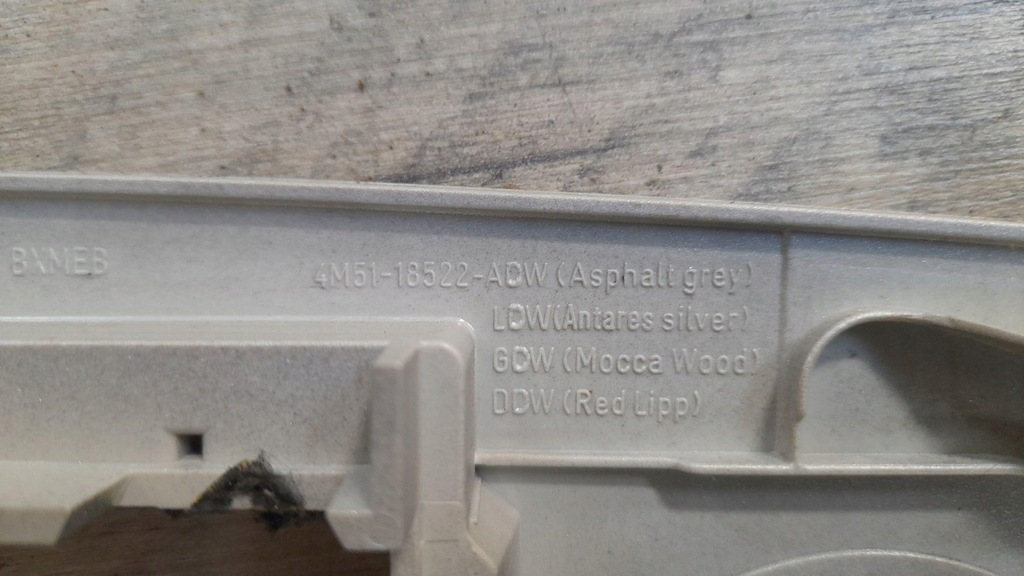 BXMEB
4M51-18522-ADW (Asphalt grey)
LDW(Antares silver)
GDW (Mocca Wood)
DDW (Red Lipp)